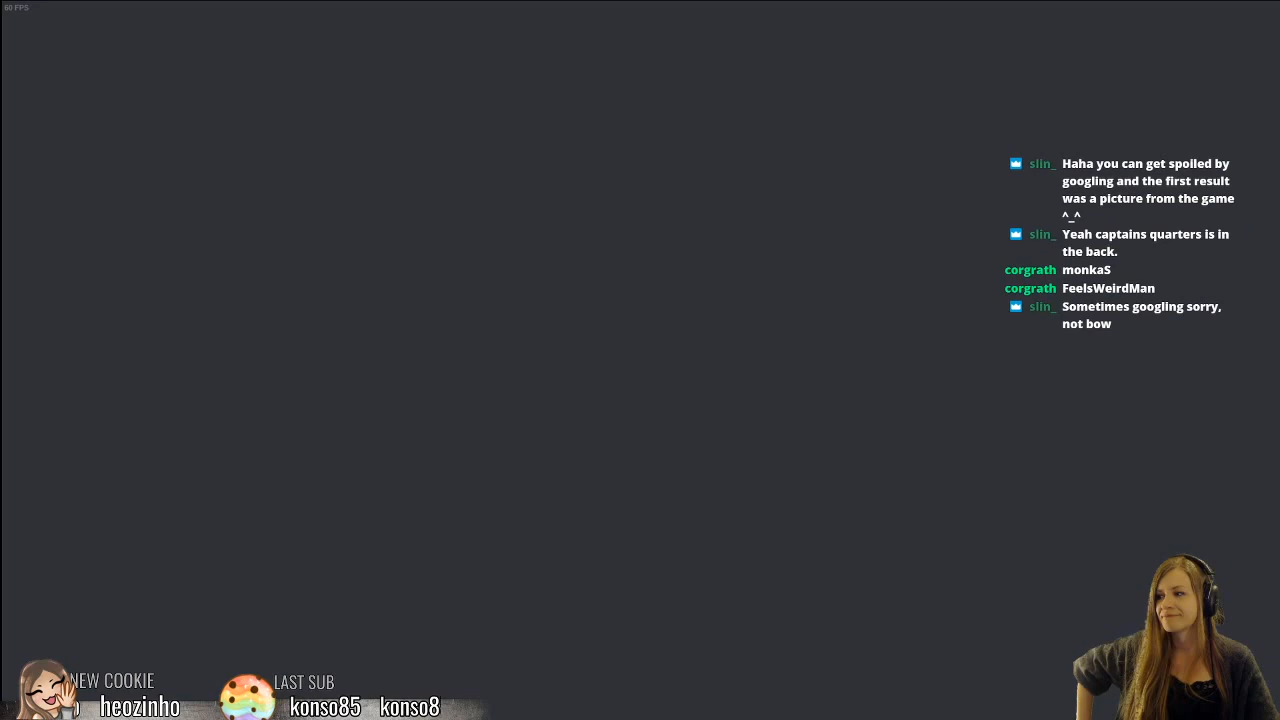 60 FPS
slin_ Haha you can get spoiled by
googling and the first result
was a picture from the game
^_^
slin_ Yeah captains quarters is in
the back.
corgrath monkaS
corgrath FeelsWeirdMan
slin_ Sometimes googling sorry,
not bow
NEW COOKIE
heozinho
LAST SUB
konso85 konso8